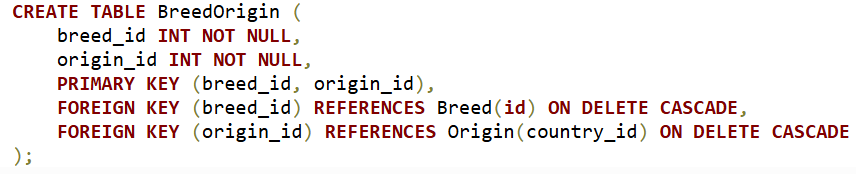 CREATE TABLE BreedOrigin (
breed_id INT NOT NULL,
origin_id INT NOT NULL,
PRIMARY KEY (breed_id, origin_id),
FOREIGN KEY (breed_id) REFERENCES Breed(id) ON DELETE CASCADE,
FOREIGN KEY (origin_id) REFERENCES Origin(country_id) ON DELETE CASCADE
);